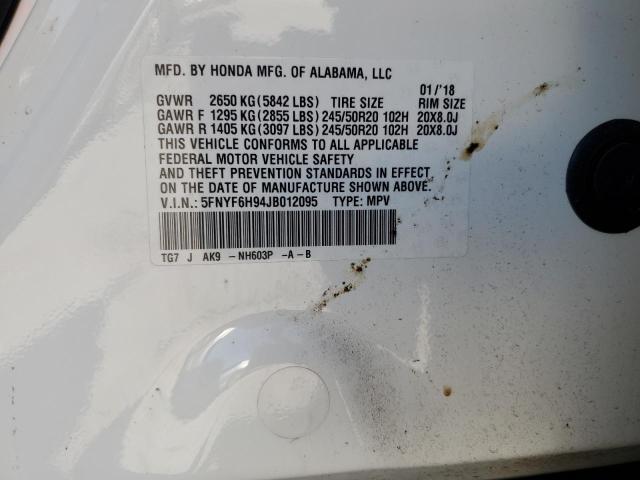 MFD. BY HONDA MFG. OF ALABAMA, LLC
01/'18
GVWR 2650 KG(5842 LBS) TIRE SIZE RIM SIZE
GAWR F 1295 KG(2855 LBS) 245/50R20 102H 20X8.0J
GAWR R 1405 KG(3097 LBS) 245/50R20 102H 20X8.0J
THIS VEHICLE CONFORMS TO ALL APPLICABLE
FEDERAL MOTOR VEHICLE SAFETY
AND THEFT PREVENTION STANDARDS IN EFFECT
ON THE DATE OF MANUFACTURE SHOWN ABOVE.
V.I.N.: 5FNYF6H94JB012095 TYPE: MPV
TG7 J AK9 -NH603P -A-B